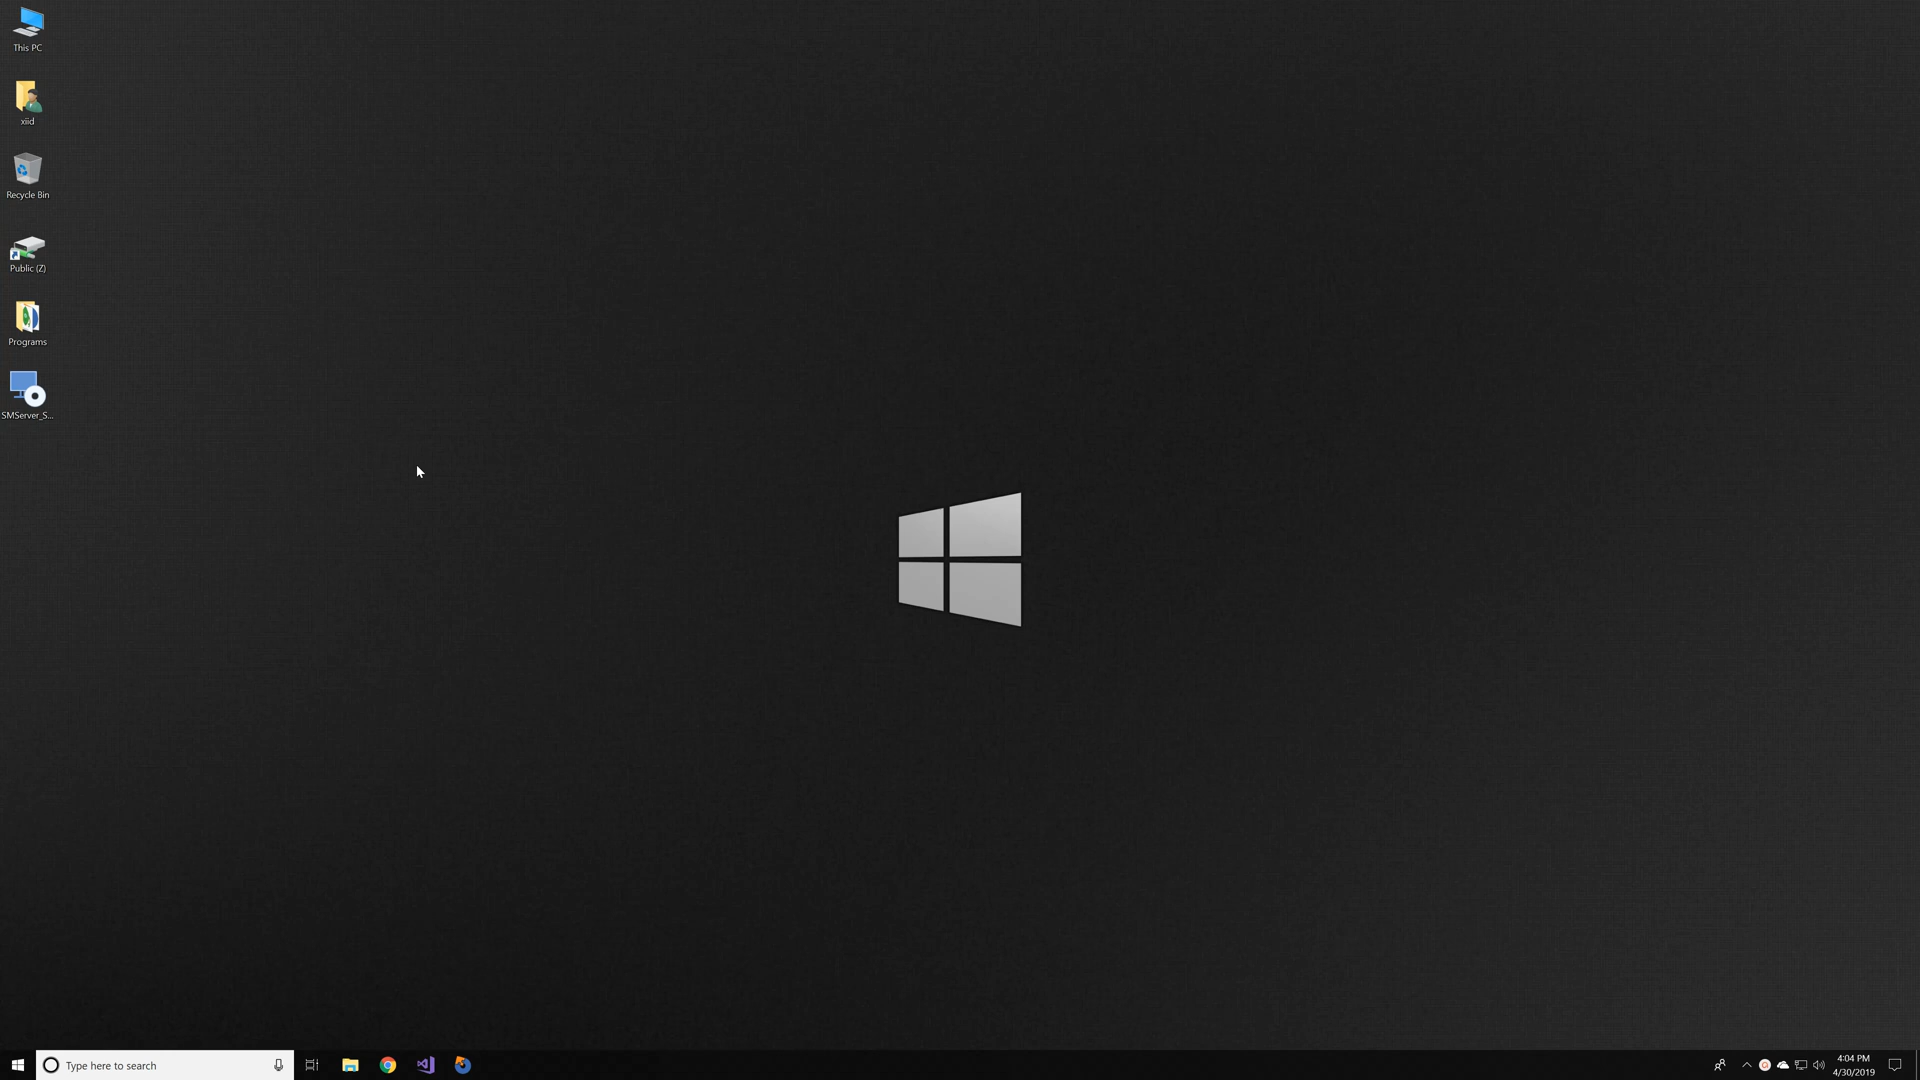 This PC
xiid
Recycle Bin
Public (Z)
Programs
SMServer_S...
Type here to search
4:04 PM
4/30/2019